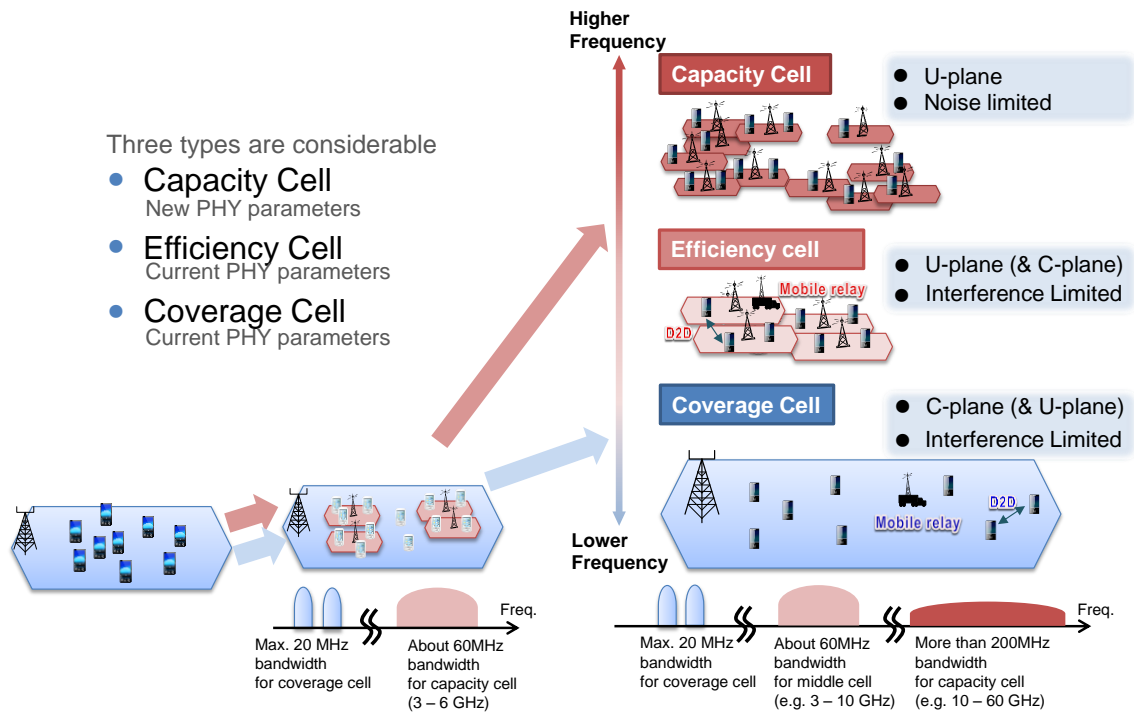 Three types are considerable
● Capacity Cell
New PHY parameters
● Efficiency Cell
Current PHY parameters
● Coverage Cell
Current PHY parameters
Higher
Frequency
Capacity Cell
● U-plane
● Noise limited
Efficiency cell
● U-plane (& C-plane)
● Interference Limited
Mobile relay
D2D
Coverage Cell
● C-plane (& U-plane)
● Interference Limited
D2D
Mobile relay
Lower
Frequency
Freq.
Max. 20 MHz
bandwidth
for coverage cell
About 60MHz
bandwidth
for capacity cell
(3 – 6 GHz)
Freq.
Max. 20 MHz
bandwidth
for coverage cell
About 60MHz
bandwidth
for middle cell
(e.g. 3 – 10 GHz)
More than 200MHz
bandwidth
for capacity cell
(e.g. 10 – 60 GHz)